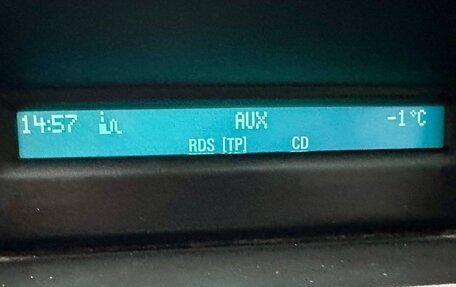 14:57 AUX -1°C
RDS [TP] CD